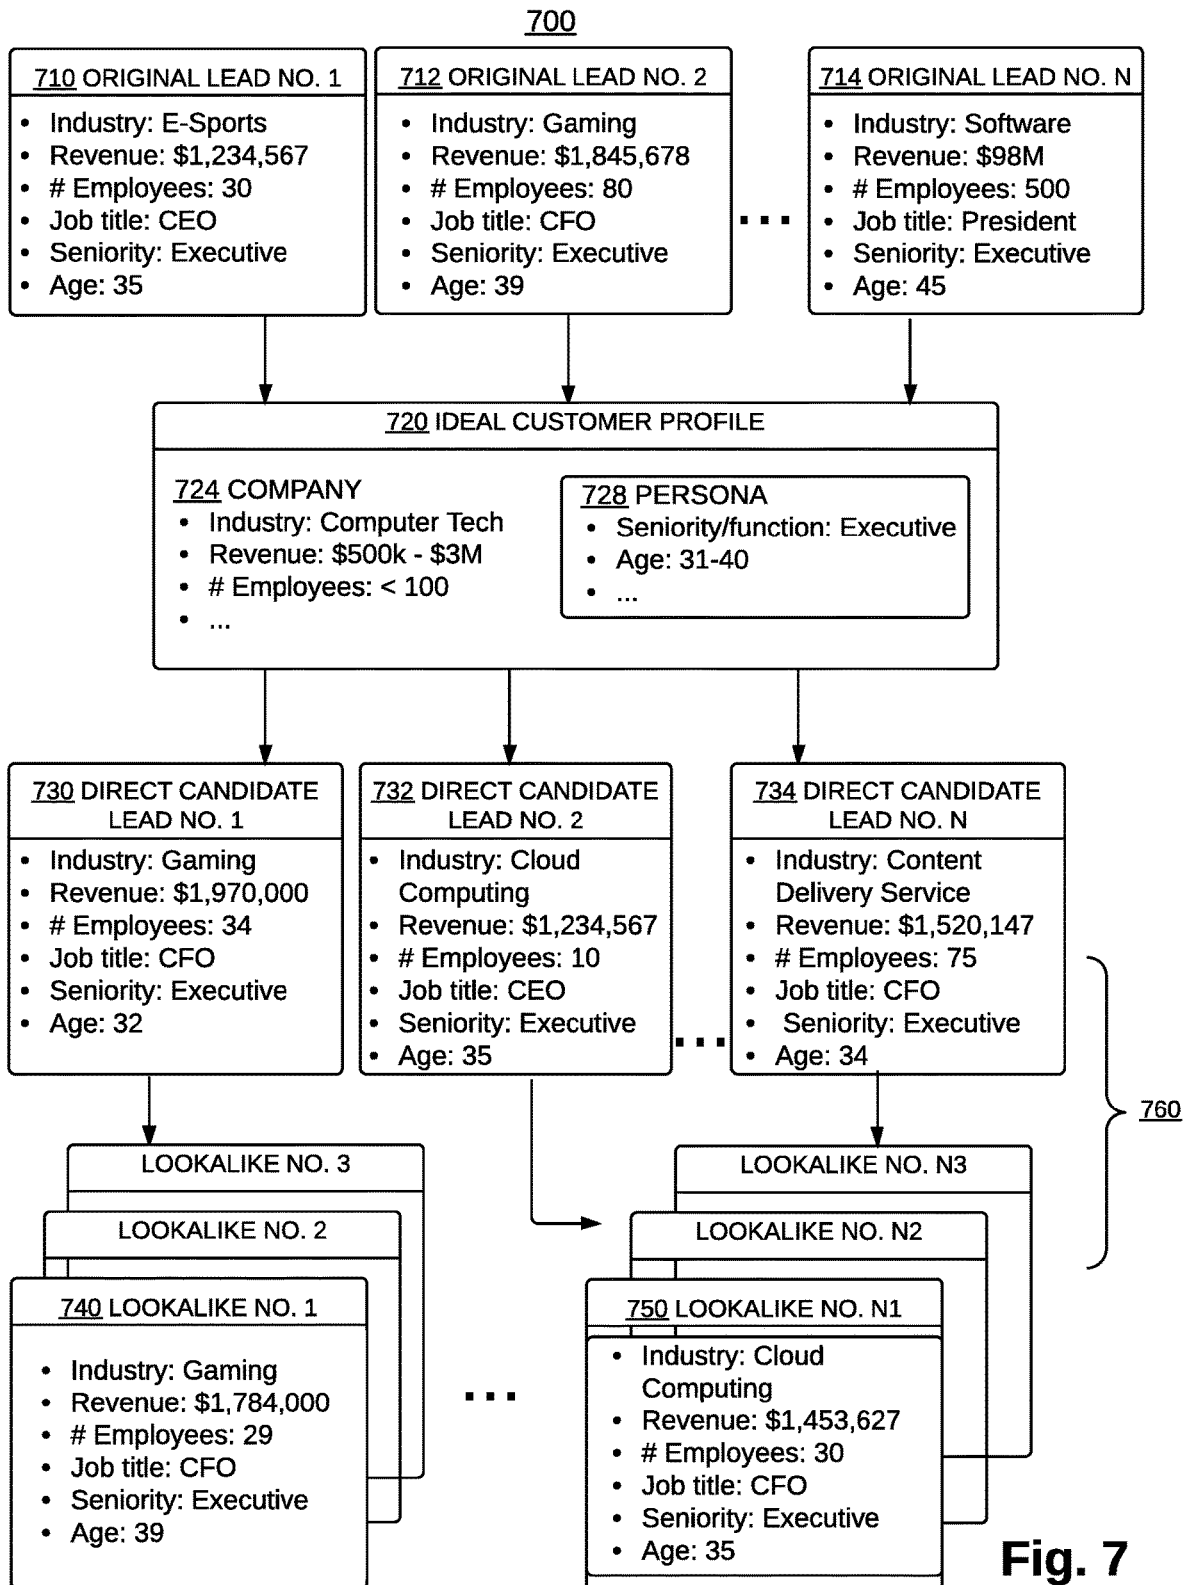 700
710 ORIGINAL LEAD NO. 1
• Industry: E-Sports
• Revenue: $1,234,567
• # Employees: 30
• Job title: CEO
• Seniority: Executive
• Age: 35
712 ORIGINAL LEAD NO. 2
• Industry: Gaming
• Revenue: $1,845,678
• # Employees: 80
• Job title: CFO
• Seniority: Executive
• Age: 39
...
714 ORIGINAL LEAD NO. N
• Industry: Software
• Revenue: $98M
• # Employees: 500
• Job title: President
• Seniority: Executive
• Age: 45
720 IDEAL CUSTOMER PROFILE
724 COMPANY
• Industry: Computer Tech
• Revenue: $500k - $3M
• # Employees: < 100
• ...
728 PERSONA
• Seniority/function: Executive
• Age: 31-40
• ...
730 DIRECT CANDIDATE
LEAD NO. 1
• Industry: Gaming
• Revenue: $1,970,000
• # Employees: 34
• Job title: CFO
• Seniority: Executive
• Age: 32
732 DIRECT CANDIDATE
LEAD NO. 2
• Industry: Cloud
Computing
• Revenue: $1,234,567
• # Employees: 10
• Job title: CEO
• Seniority: Executive
• Age: 35
...
734 DIRECT CANDIDATE
LEAD NO. N
• Industry: Content
Delivery Service
• Revenue: $1,520,147
• # Employees: 75
• Job title: CFO
• Seniority: Executive
• Age: 34
760
LOOKALIKE NO. 3
LOOKALIKE NO. 2
740 LOOKALIKE NO. 1
• Industry: Gaming
• Revenue: $1,784,000
• # Employees: 29
• Job title: CFO
• Seniority: Executive
• Age: 39
...
LOOKALIKE NO. N3
LOOKALIKE NO. N2
750 LOOKALIKE NO. N1
• Industry: Cloud
Computing
• Revenue: $1,453,627
• # Employees: 30
• Job title: CFO
• Seniority: Executive
• Age: 35
Fig. 7